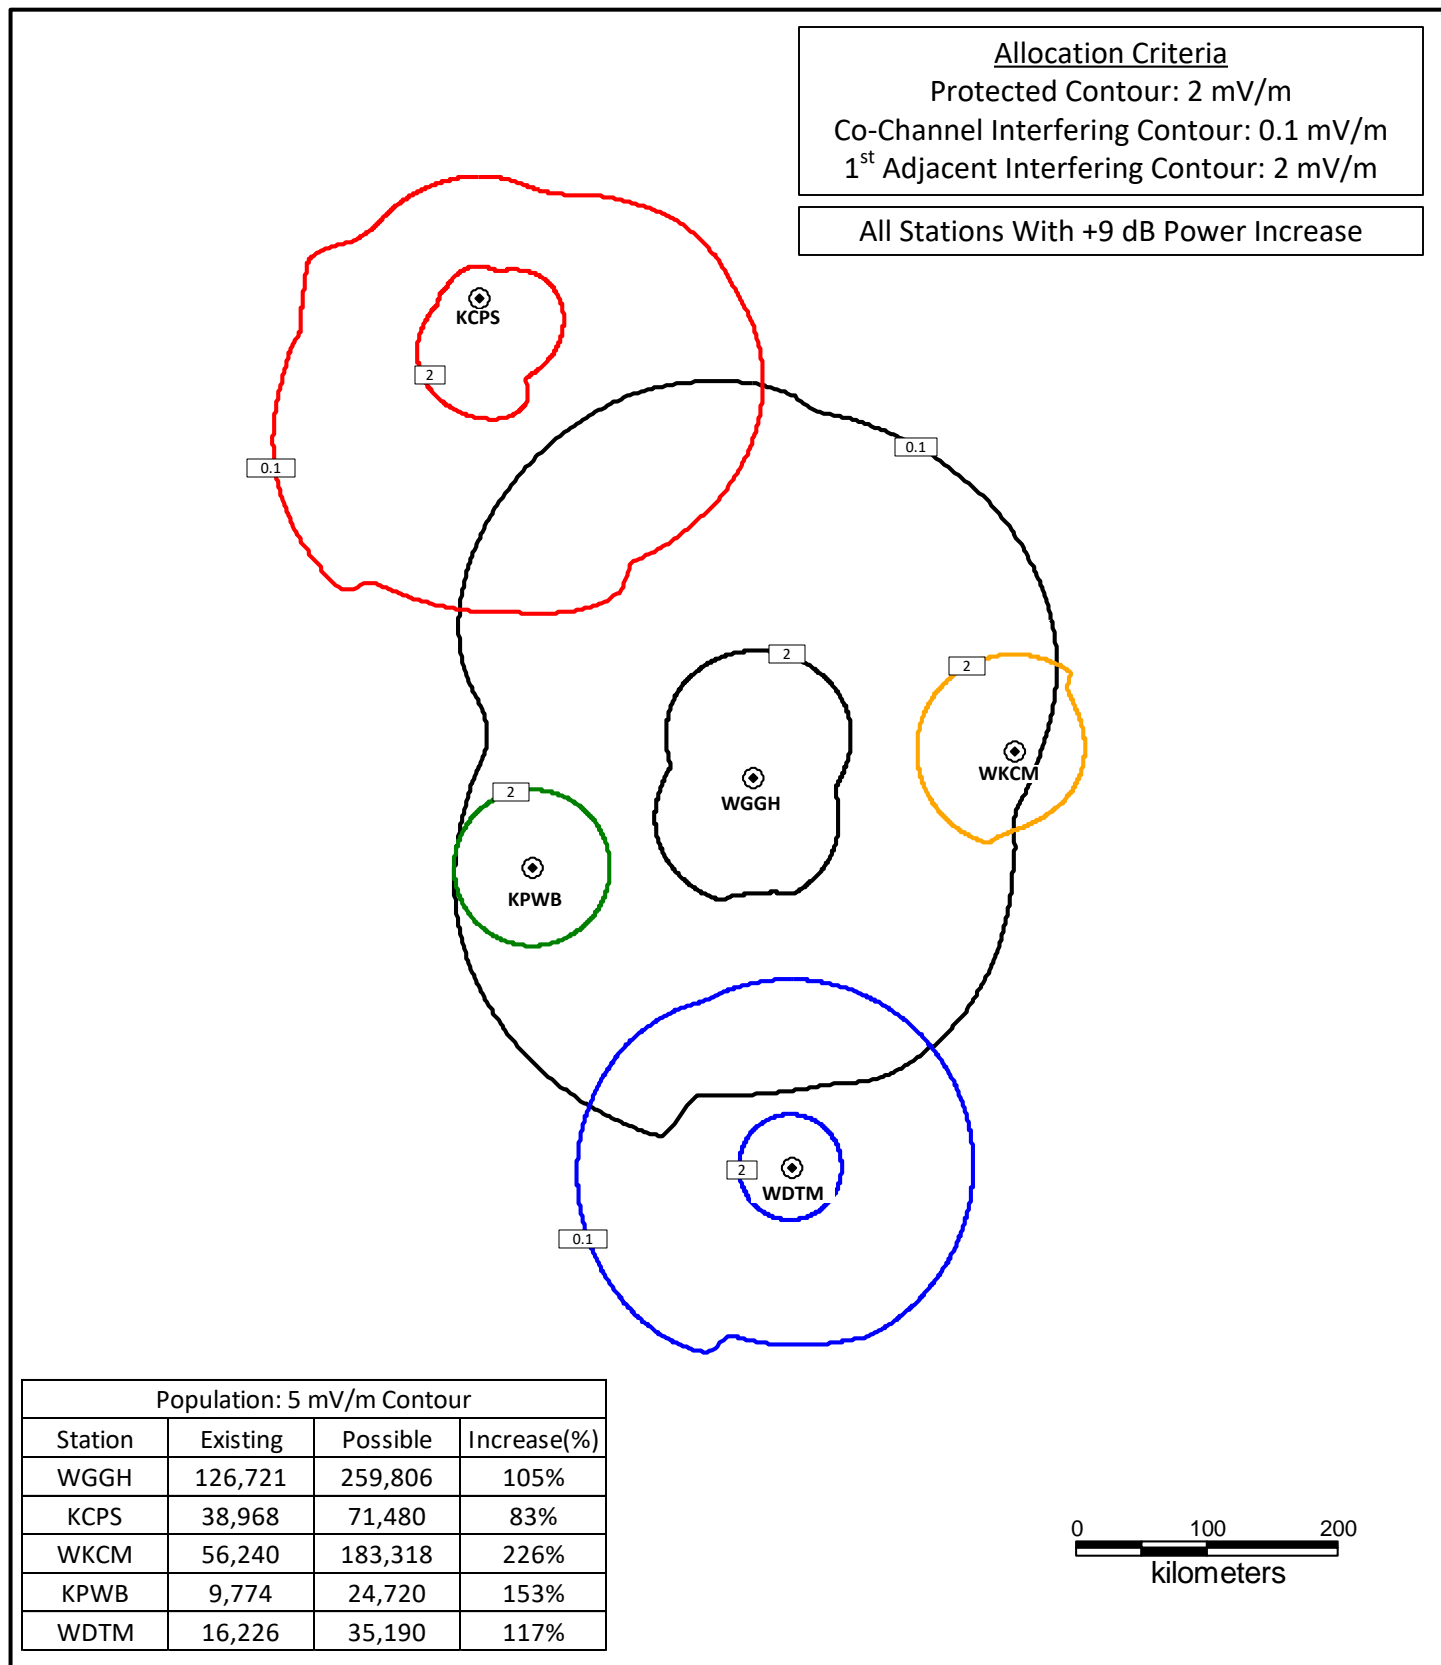 Allocation Criteria
Protected Contour: 2 mV/m
Co-Channel Interfering Contour: 0.1 mV/m
1st Adjacent Interfering Contour: 2 mV/m
All Stations With +9 dB Power Increase
KCPS
2
0.1
0.1
2
2
WKCM
WGGH
2
KPWB
2
WDTM
0.1
Population: 5 mV/m Contour
Station Existing Possible Increase(%)
WGGH 126,721 259,806 105%
KCPS 38,968 71,480 83%
WKCM 56,240 183,318 226%
KPWB 9,774 24,720 153%
WDTM 16,226 35,190 117%
0 100 200
kilometers